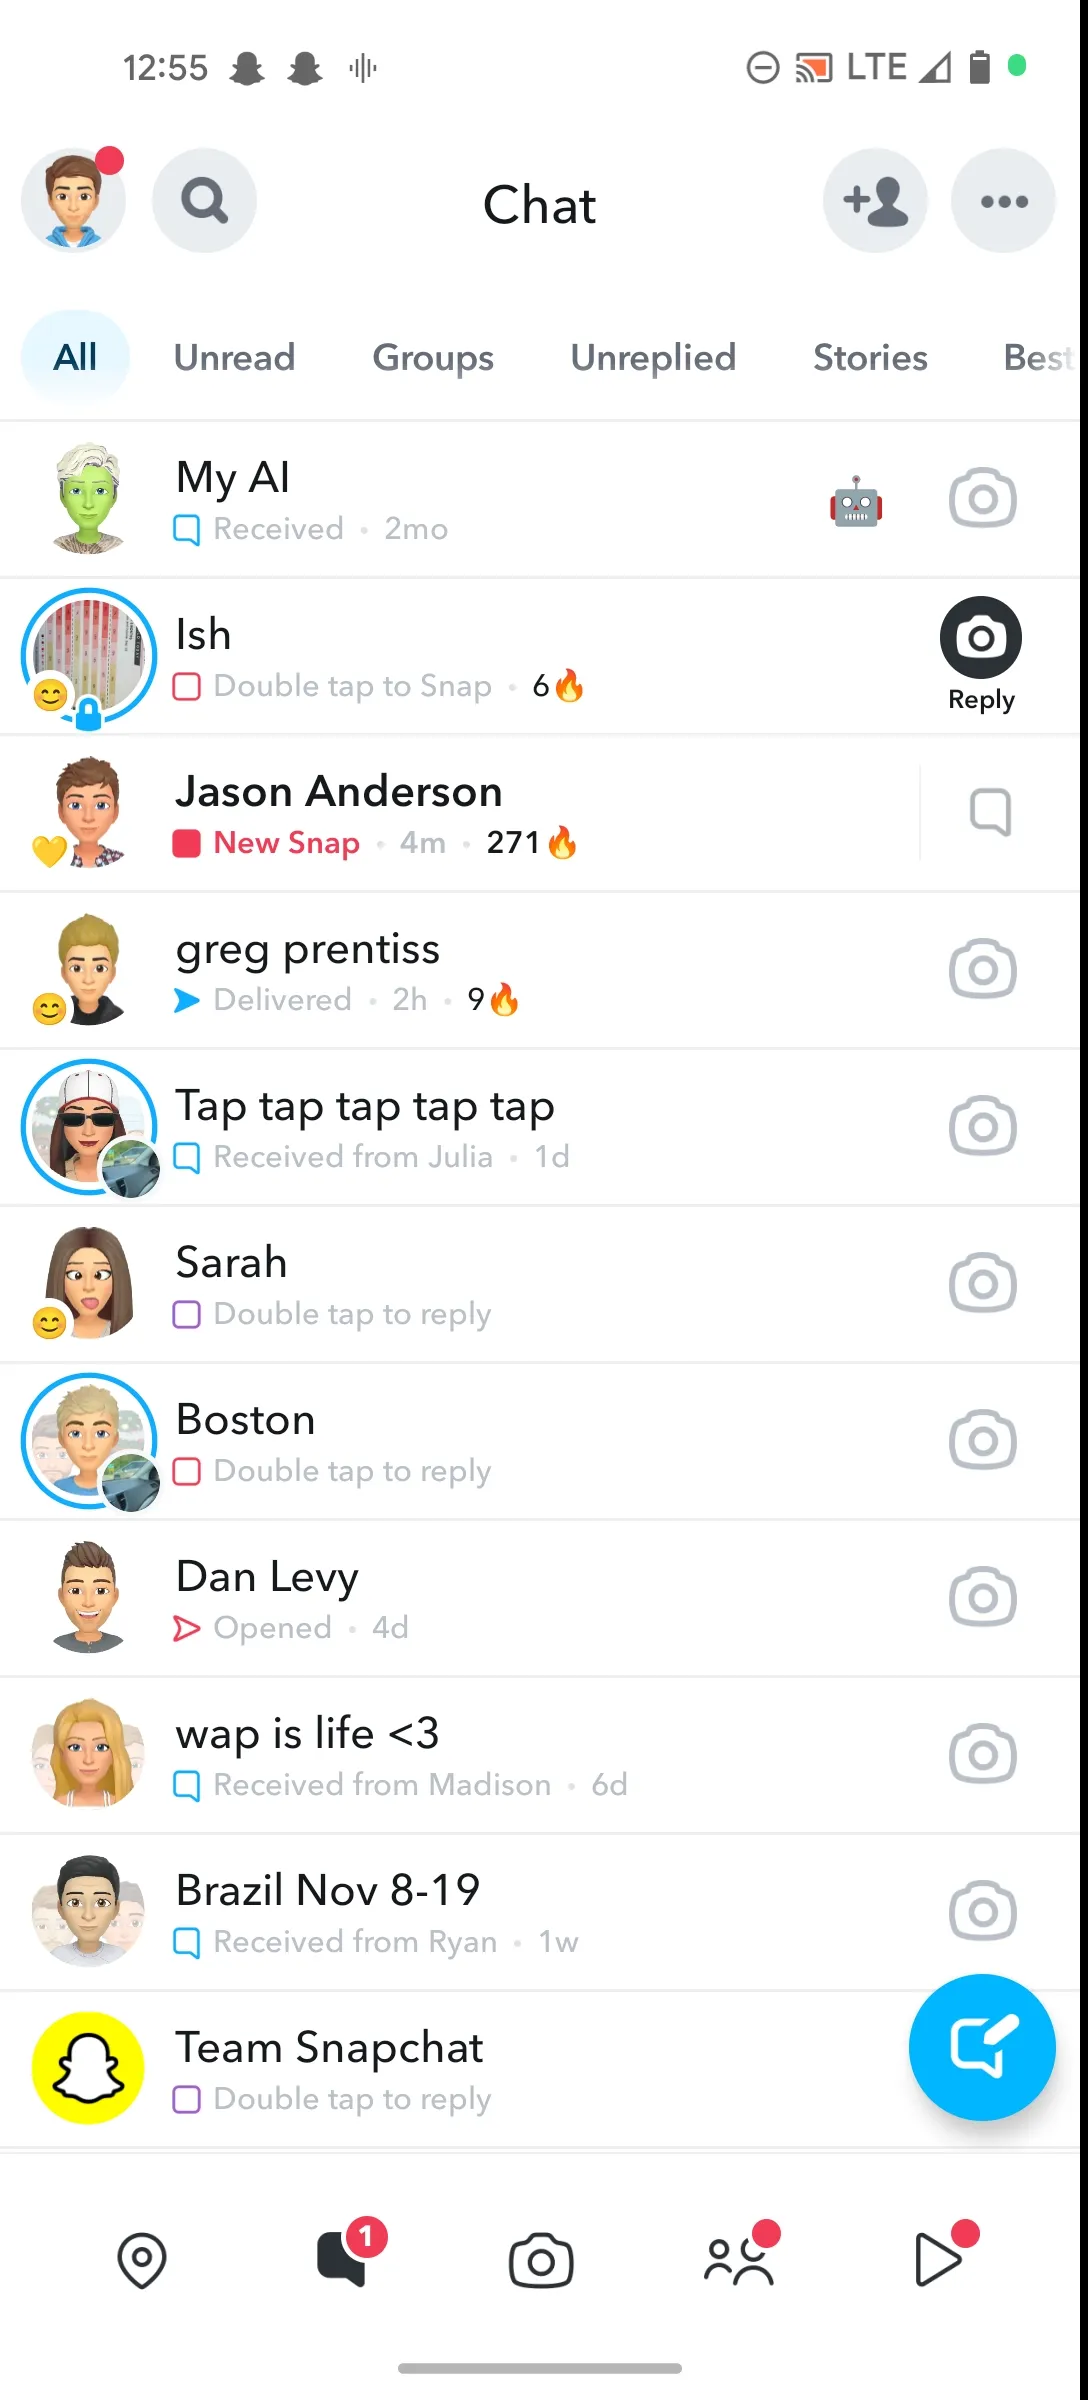 12:55 LTE
Chat
All Unread Groups Unreplied Stories Best
My AI
Received • 2mo
Ish
Double tap to Snap • 6🔥
Reply
Jason Anderson
New Snap • 4m • 271🔥
greg prentiss
Delivered • 2h • 9🔥
Tap tap tap tap tap
Received from Julia • 1d
Sarah
Double tap to reply
Boston
Double tap to reply
Dan Levy
Opened • 4d
wap is life <3
Received from Madison • 6d
Brazil Nov 8-19
Received from Ryan • 1w
Team Snapchat
Double tap to reply
1